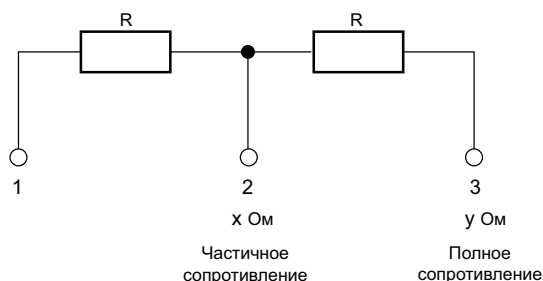 R R
1 2 3
x Ом y Ом
Частичное Полное
сопротивление сопротивление